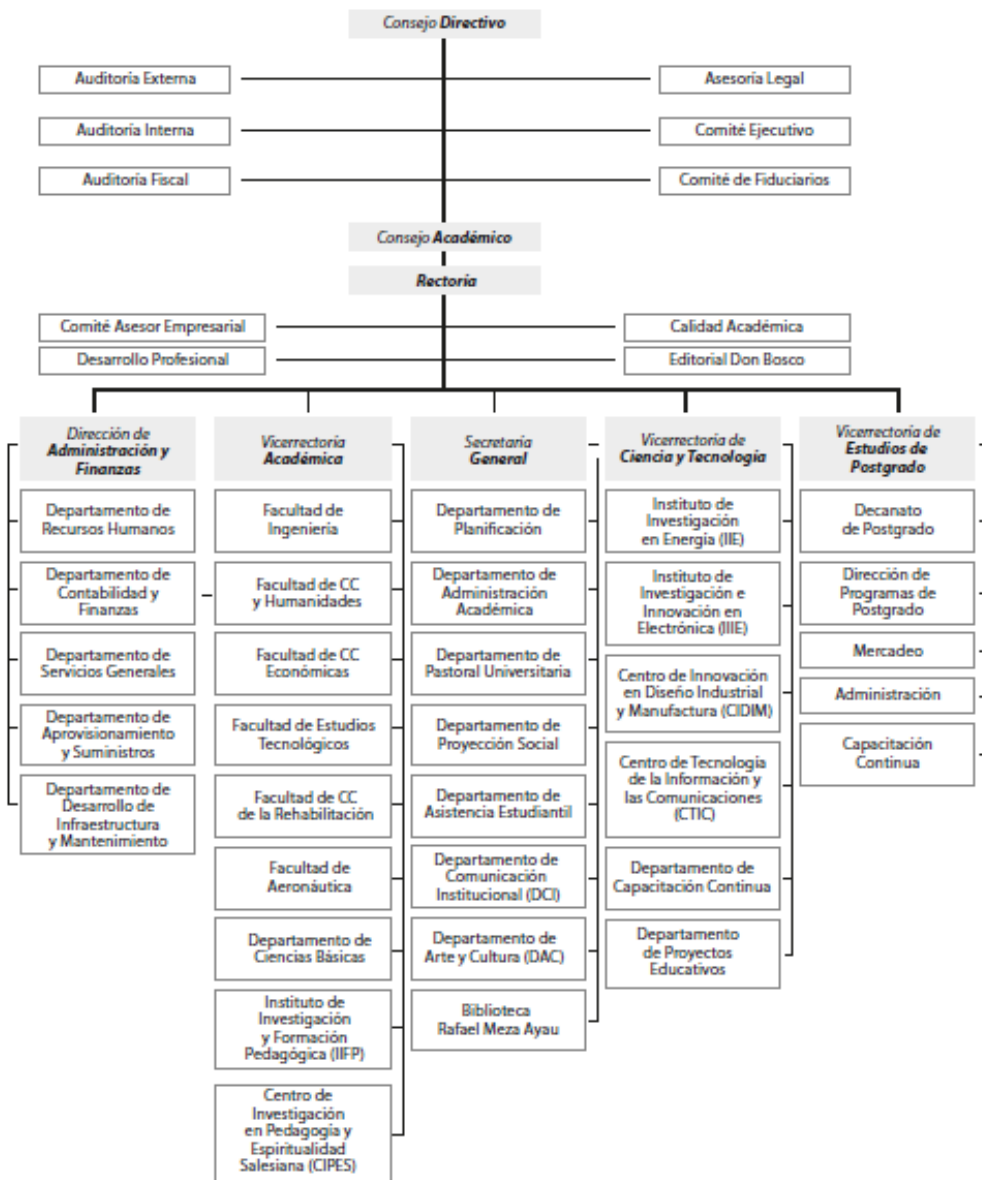 Consejo Directivo
Auditoría Externa
Asesoría Legal
Auditoría Interna
Comité Ejecutivo
Auditoría Fiscal
Comité de Fiduciarios
Consejo Académico
Rectoría
Comité Asesor Empresarial
Calidad Académica
Desarrollo Profesional
Editorial Don Bosco
Dirección de
Administración y
Finanzas
Departamento de
Recursos Humanos
Departamento de
Contabilidad y
Finanzas
Departamento de
Servicios Generales
Departamento de
Aprovisionamiento
y Suministros
Departamento de
Desarrollo de
Infraestructura
y Mantenimiento
Vicerrectoría
Académica
Facultad de
Ingeniería
Facultad de CC
y Humanidades
Facultad de CC
Económicas
Facultad de Estudios
Tecnológicos
Facultad de CC
de la Rehabilitación
Facultad de
Aeronáutica
Departamento de
Ciencias Básicas
Instituto de
Investigación
y Formación
Pedagógica (IIFP)
Centro de
Investigación
en Pedagogía y
Espiritualidad
Salesiana (CIPES)
Secretaría
General
Departamento de
Planificación
Departamento de
Administración
Académica
Departamento de
Pastoral Universitaria
Departamento de
Proyección Social
Departamento de
Asistencia Estudiantil
Departamento de
Comunicación
Institucional (DCI)
Departamento de
Arte y Cultura (DAC)
Biblioteca
Rafael Meza Ayau
Vicerrectoría de
Ciencia y Tecnología
Instituto de
Investigación
en Energía (IIE)
Instituto de
Investigación e
Innovación en
Electrónica (IIIE)
Centro de Innovación
en Diseño Industrial
y Manufactura (CIDIM)
Centro de Tecnología
de la Información y
las Comunicaciones
(CTIC)
Departamento de
Capacitación Continua
Departamento
de Proyectos
Educativos
Vicerrectoría de
Estudios de
Postgrado
Decanato
de Postgrado
Dirección de
Programas de
Postgrado
Mercadeo
Administración
Capacitación
Continua